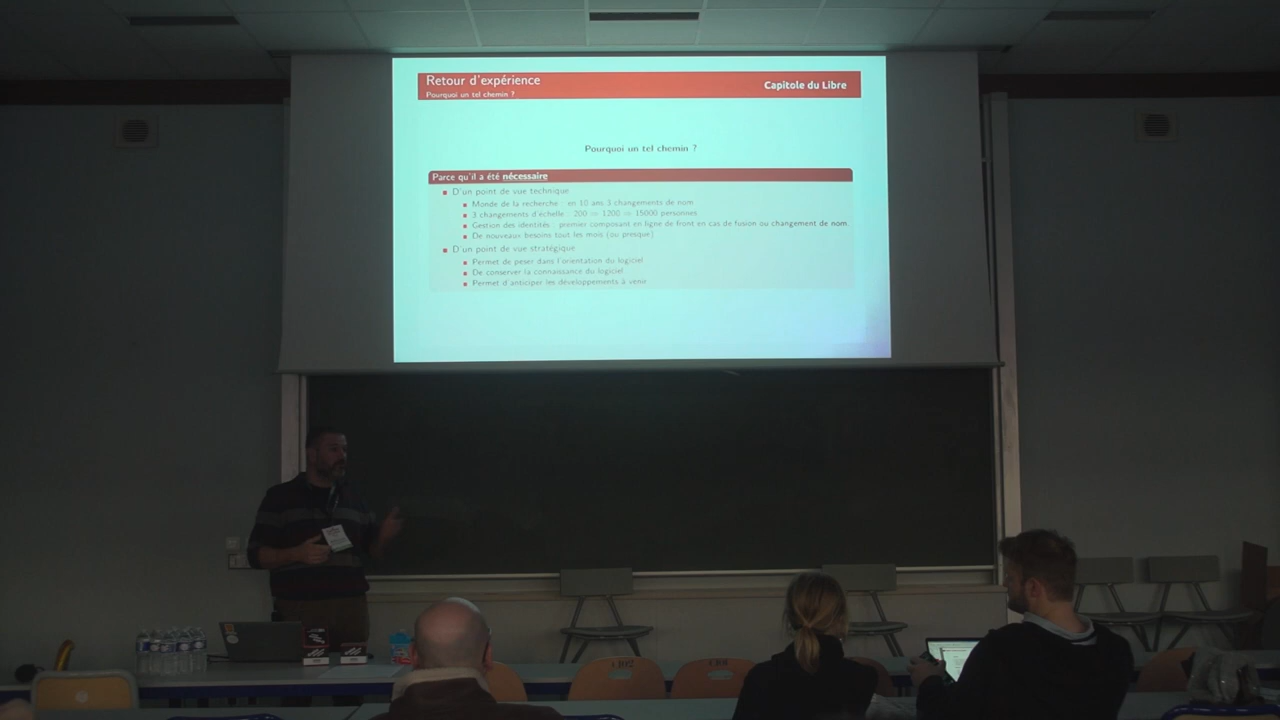 Retour d'expérience
Pourquoi un tel chemin ?
Capitole du Libre
Pourquoi un tel chemin ?
Parce qu'il a été nécessaire
D'un point de vue technique
Monde de la recherche : en 10 ans 3 changements de nom
3 changements d'echelle : 200 ⇒ 1200 ⇒ 15000 personnes
Gestion des identités : premier composant en ligne de front en cas de fusion ou changement de nom.
De nouveaux besoins tout les mois (ou presque)
D'un point de vue stratégique
Permet de peser dans l'orientation du logiciel
De conserver la connaissance du logiciel
Permet d'anticiper les développements à venir